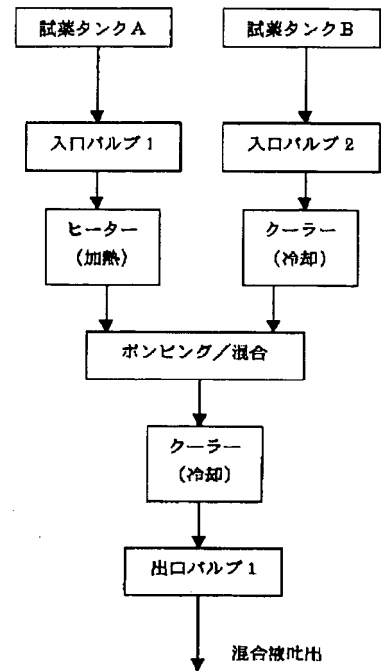 試薬タンクA
試薬タンクB
入口バルブ1
入口バルブ2
ヒーター
(加熱)
クーラー
(冷却)
ポンピング/混合
クーラー
(冷却)
出口バルブ1
混合液吐出